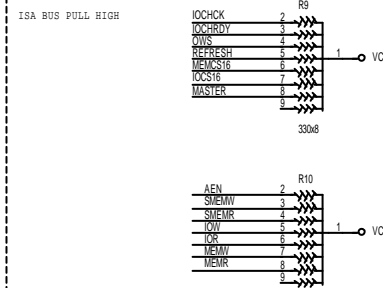 ISA BUS PULL HIGH
R9
IOCHCK 2
IOCHRDY 3
OWS 4
REFRESH 5 1 VC
MEMCS16 6
IOCS16 7
MASTER 8
9
330x8
R10
AEN 2
SMEMW 3
SMEMR 4
IOW 5 1 VC
IOR 6
MEMW 7
MEMR 8
9